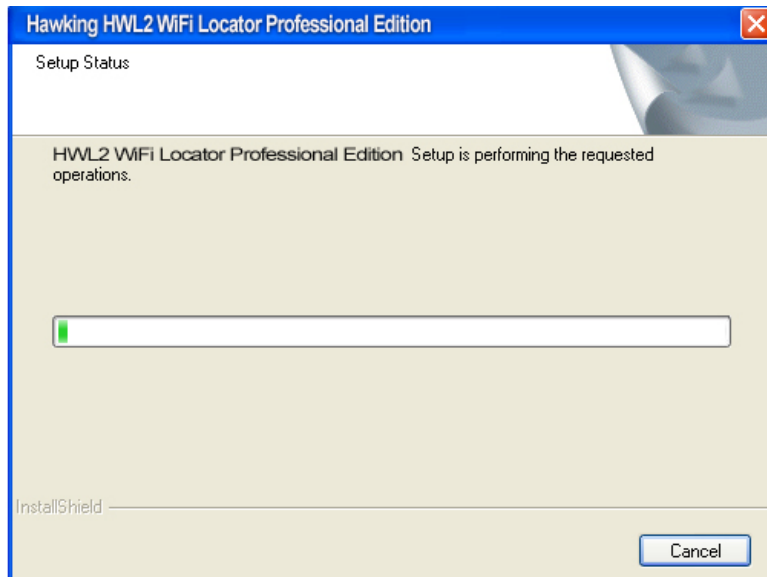 Hawking HWL2 WiFi Locator Professional Edition
Setup Status
HWL2 WiFi Locator Professional Edition Setup is performing the requested
operations.
InstallShield
Cancel